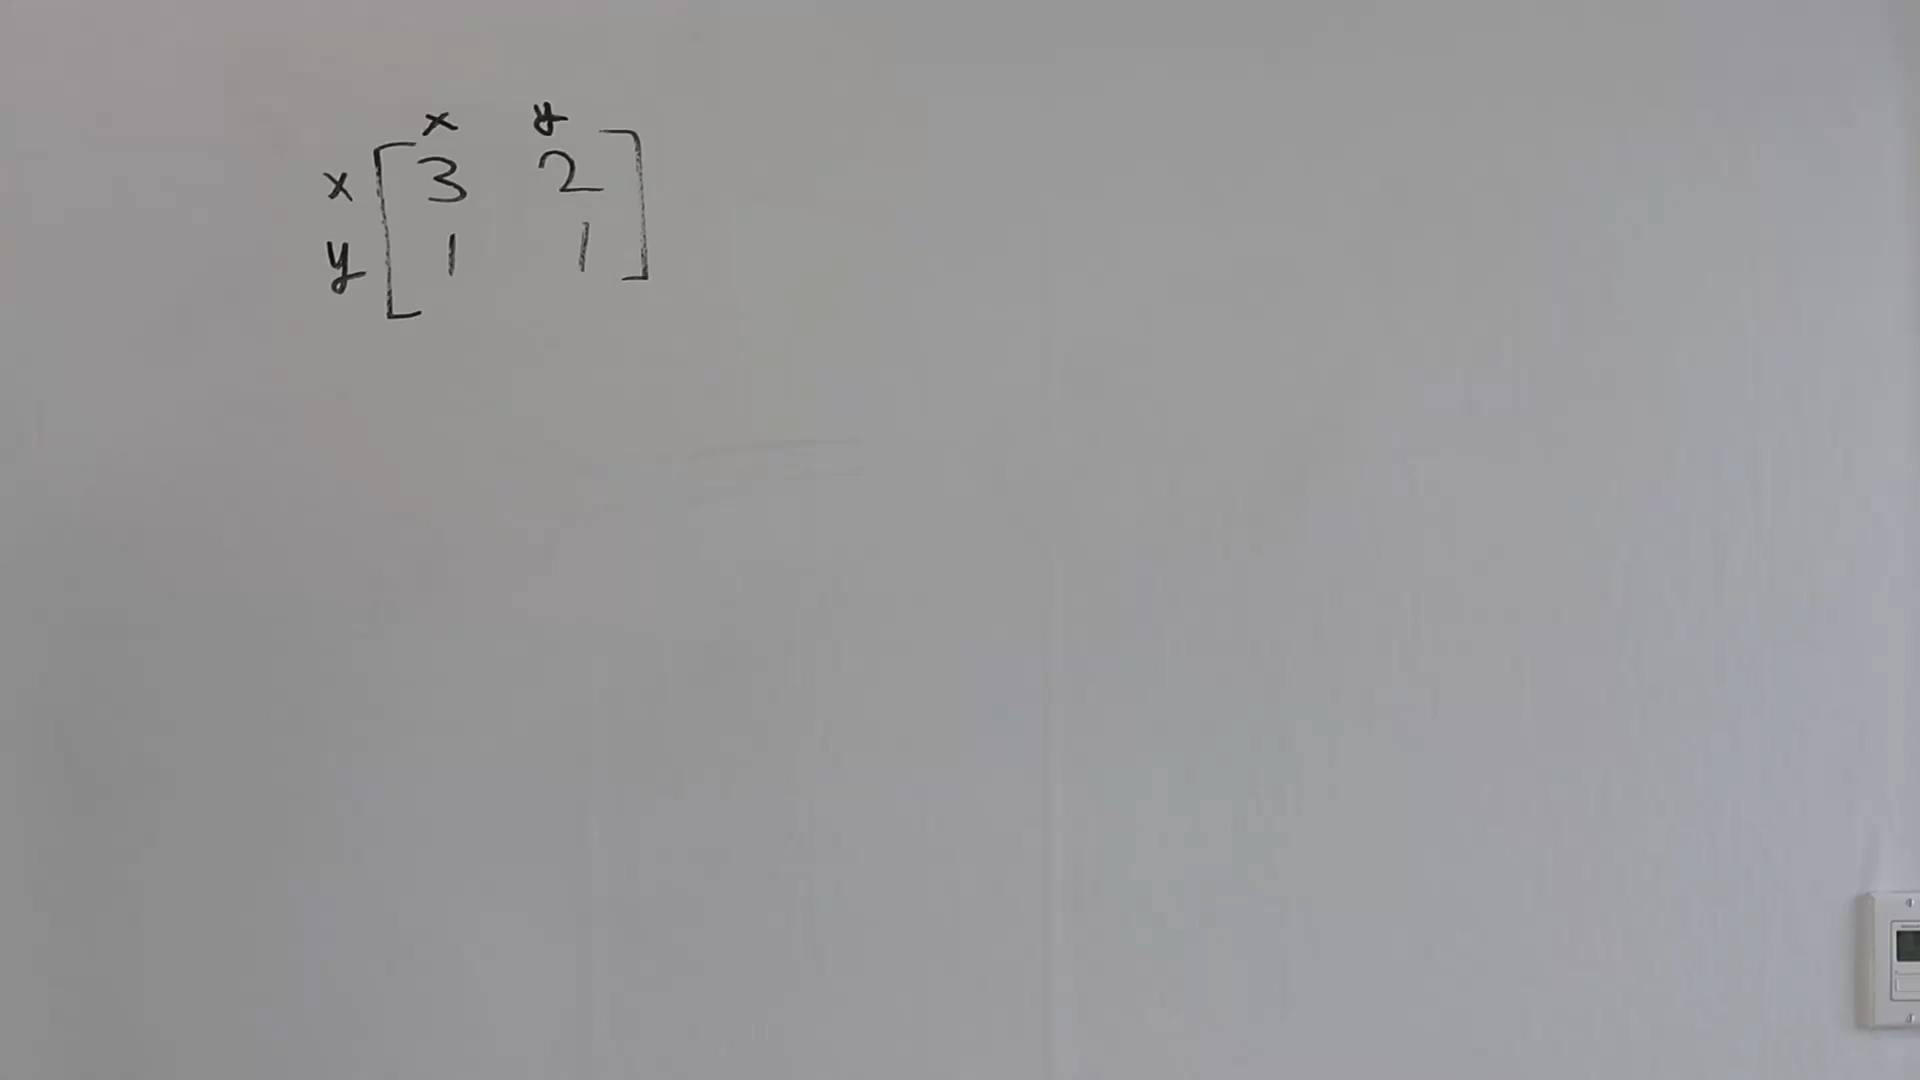 x y
x [ 3 2 ]
y [ 1 1 ]